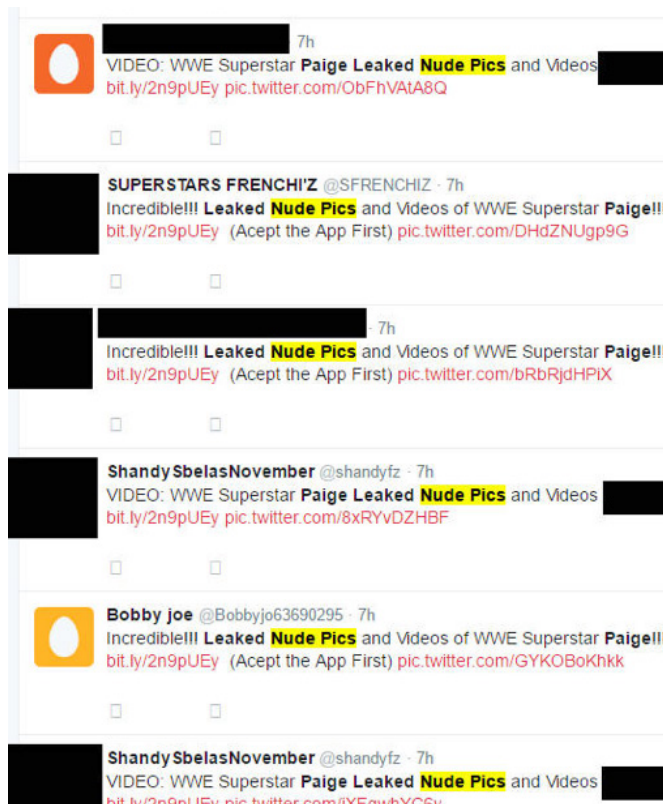 7h
VIDEO: WWE Superstar Paige Leaked Nude Pics and Videos
bit.ly/2n9pUEy pic.twitter.com/ObFhVAtA8Q
SUPERSTARS FRENCHI'Z @SFRENCHIZ · 7h
Incredible!!! Leaked Nude Pics and Videos of WWE Superstar Paige!!!
bit.ly/2n9pUEy (Acept the App First) pic.twitter.com/DHdZNUgp9G
· 7h
Incredible!!! Leaked Nude Pics and Videos of WWE Superstar Paige!!!
bit.ly/2n9pUEy (Acept the App First) pic.twitter.com/bRbRjdHPiX
ShandySbelasNovember @shandyfz · 7h
VIDEO: WWE Superstar Paige Leaked Nude Pics and Videos
bit.ly/2n9pUEy pic.twitter.com/8xRYvDZHBF
Bobby joe @Bobbyjo63690295 · 7h
Incredible!!! Leaked Nude Pics and Videos of WWE Superstar Paige!!!
bit.ly/2n9pUEy (Acept the App First) pic.twitter.com/GYKOBoKhkk
ShandySbelasNovember @shandyfz · 7h
VIDEO: WWE Superstar Paige Leaked Nude Pics and Videos
bit.ly/2n9pUEy